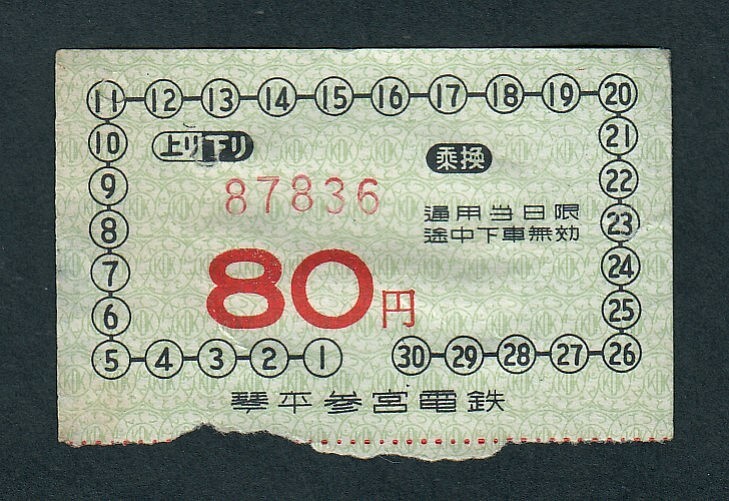 11 12 13 14 15 16 17 18 19 20
10 上り 下り 乗換 21
9 87836 22
通用当日限
8 23
途中下車無効
7 80円 24
6 25
5 4 3 2 1 30 29 28 27 26
琴平参宮電鉄